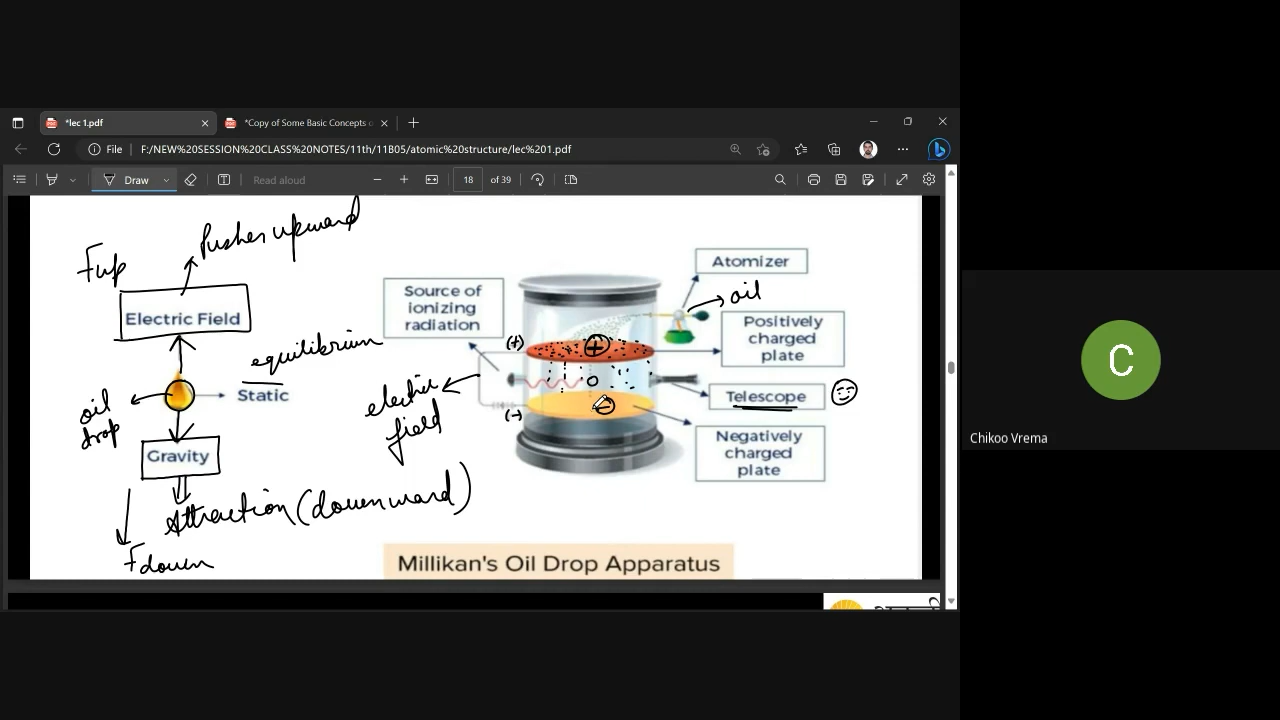 *lec 1.pdf
*Copy of Some Basic Concepts o
File
F:/NEW%20SESSION%20CLASS%20NOTES/11th/11B05/atomic%20structure/lec%201.pdf
Draw
Read aloud
18
of 39
Fup
Pushes upward
Electric Field
equilibrium
oil
drop
Static
Gravity
Attraction (downward)
Fdown
Source of
ionizing
radiation
electric
field
(+)
+
(-)
-
Atomizer
oil
Positively
charged
plate
Telescope
Negatively
charged
plate
Millikan's Oil Drop Apparatus
C
Chikoo Vrema